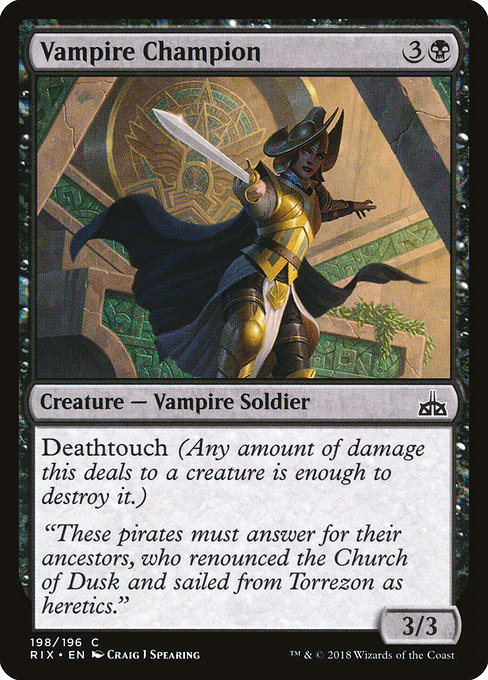 Vampire Champion 3
Creature — Vampire Soldier
Deathtouch (Any amount of damage
this deals to a creature is enough to
destroy it.)
“These pirates must answer for their
ancestors, who renounced the Church
of Dusk and sailed from Torrezon as
heretics.”
3/3
198/196 C
RIX • EN Craig J Spearing
™ & © 2018 Wizards of the Coast